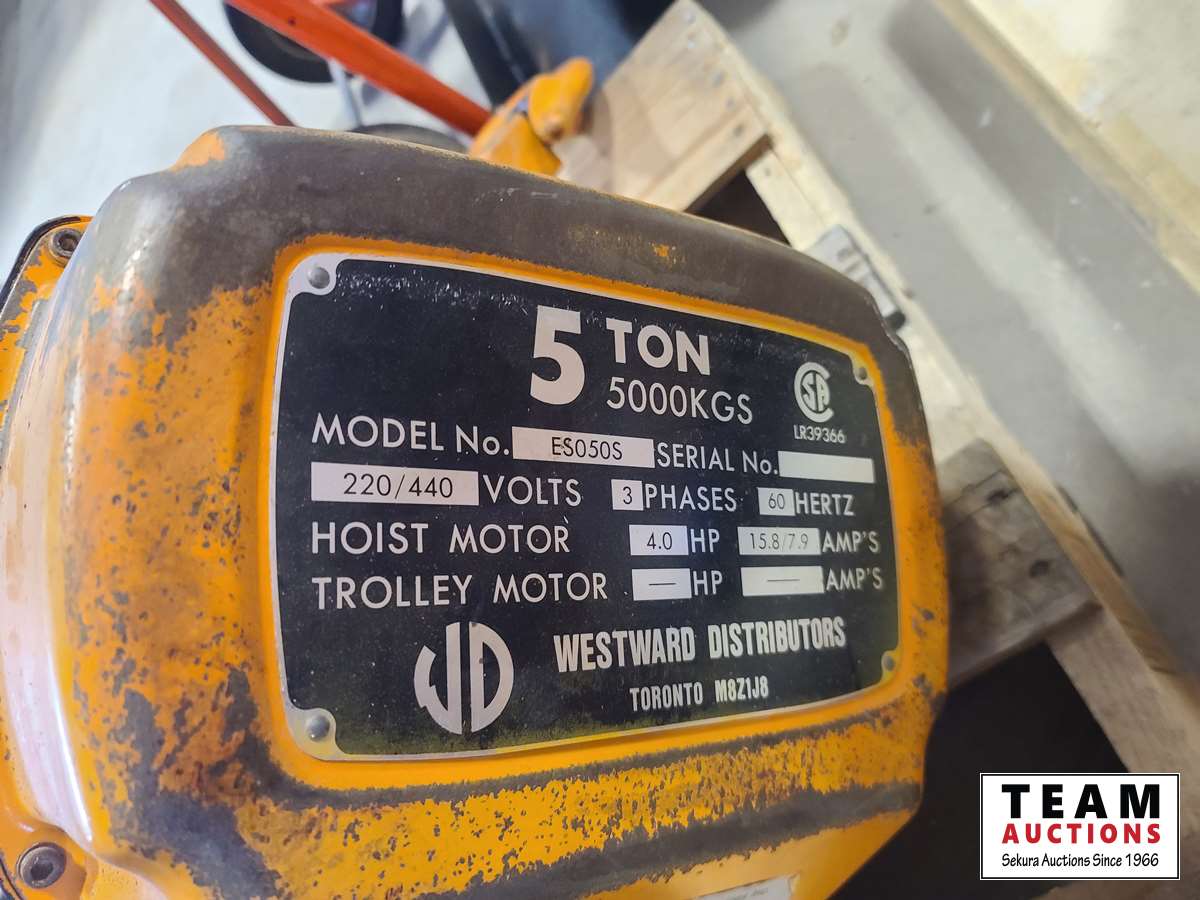 5 TON
5000KGS
CSA
LR39366
MODEL No. ES050S SERIAL No.
220/440 VOLTS 3 PHASES 60 HERTZ
HOIST MOTOR 4.0 HP 15.8/7.9 AMP'S
TROLLEY MOTOR — HP — AMP'S
WD WESTWARD DISTRIBUTORS
TORONTO M8Z1J8
TEAM
AUCTIONS
Sekura Auctions Since 1966